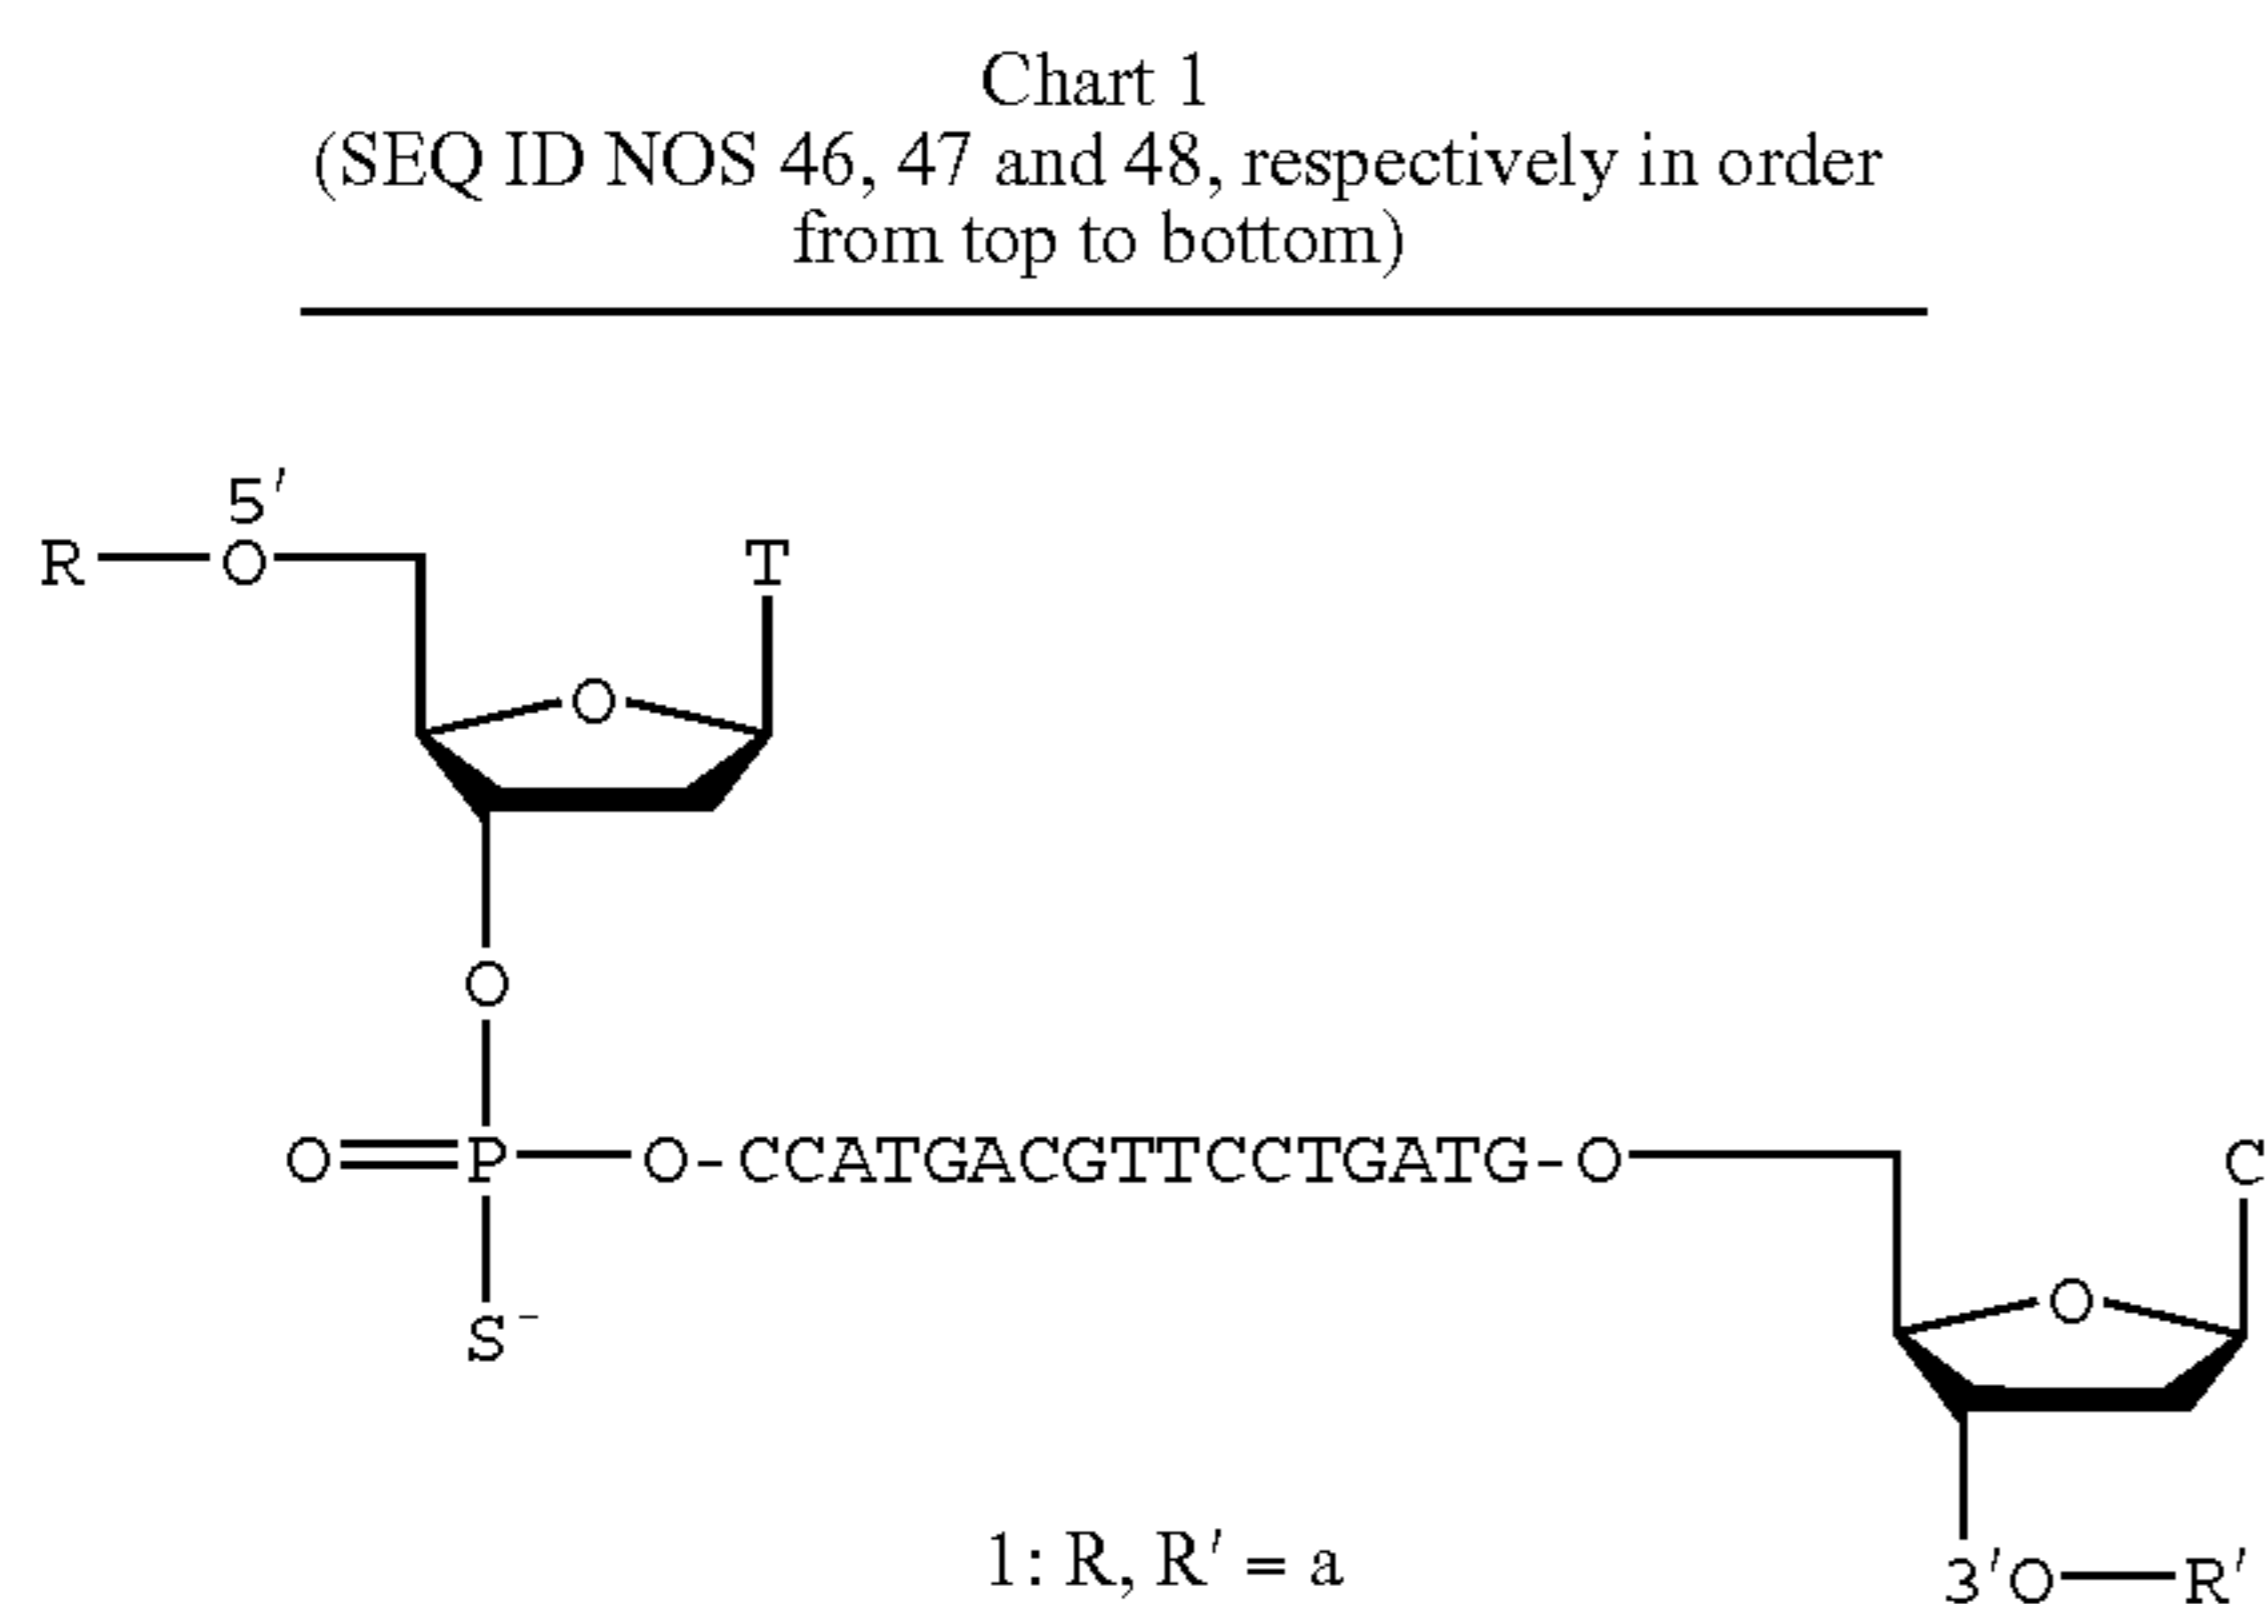 Chart 1
(SEQ ID NOS 46, 47 and 48, respectively in order
from top to bottom)
5′
R O T
O
O
O P O-CCATGACGTTCCTGATG-O C
S⁻
O
1: R, R′ = a
3′O R′